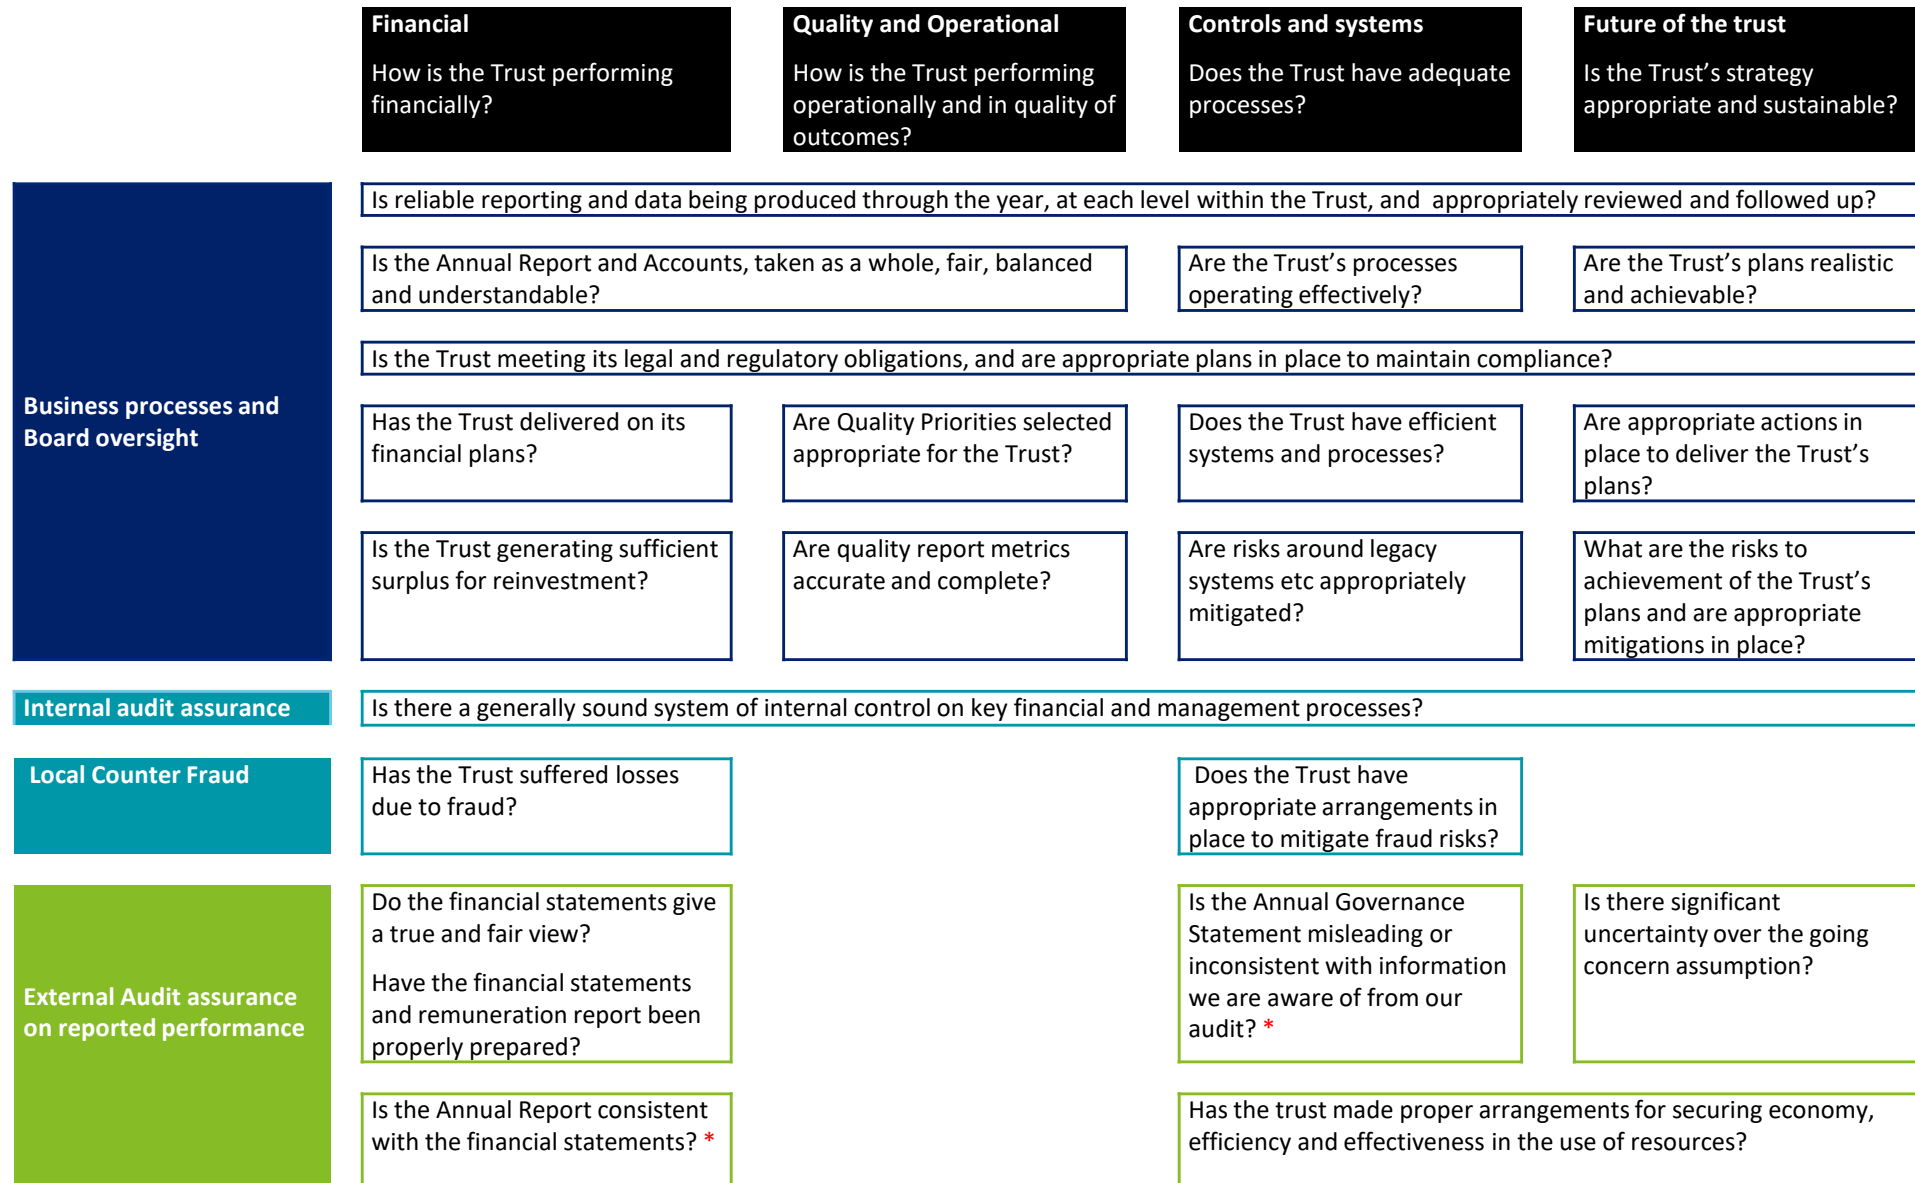 Financial
How is the Trust performing
financially?
Quality and Operational
How is the Trust performing
operationally and in quality of
outcomes?
Controls and systems
Does the Trust have adequate
processes?
Future of the trust
Is the Trust’s strategy
appropriate and sustainable?
Business processes and
Board oversight
Is reliable reporting and data being produced through the year, at each level within the Trust, and appropriately reviewed and followed up?
Is the Annual Report and Accounts, taken as a whole, fair, balanced
and understandable?
Are the Trust’s processes
operating effectively?
Are the Trust’s plans realistic
and achievable?
Is the Trust meeting its legal and regulatory obligations, and are appropriate plans in place to maintain compliance?
Has the Trust delivered on its
financial plans?
Are Quality Priorities selected
appropriate for the Trust?
Does the Trust have efficient
systems and processes?
Are appropriate actions in
place to deliver the Trust’s
plans?
Is the Trust generating sufficient
surplus for reinvestment?
Are quality report metrics
accurate and complete?
Are risks around legacy
systems etc appropriately
mitigated?
What are the risks to
achievement of the Trust’s
plans and are appropriate
mitigations in place?
Internal audit assurance
Is there a generally sound system of internal control on key financial and management processes?
Local Counter Fraud
Has the Trust suffered losses
due to fraud?
Does the Trust have
appropriate arrangements in
place to mitigate fraud risks?
External Audit assurance
on reported performance
Do the financial statements give
a true and fair view?
Have the financial statements
and remuneration report been
properly prepared?
Is the Annual Governance
Statement misleading or
inconsistent with information
we are aware of from our
audit? *
Is there significant
uncertainty over the going
concern assumption?
Is the Annual Report consistent
with the financial statements? *
Has the trust made proper arrangements for securing economy,
efficiency and effectiveness in the use of resources?